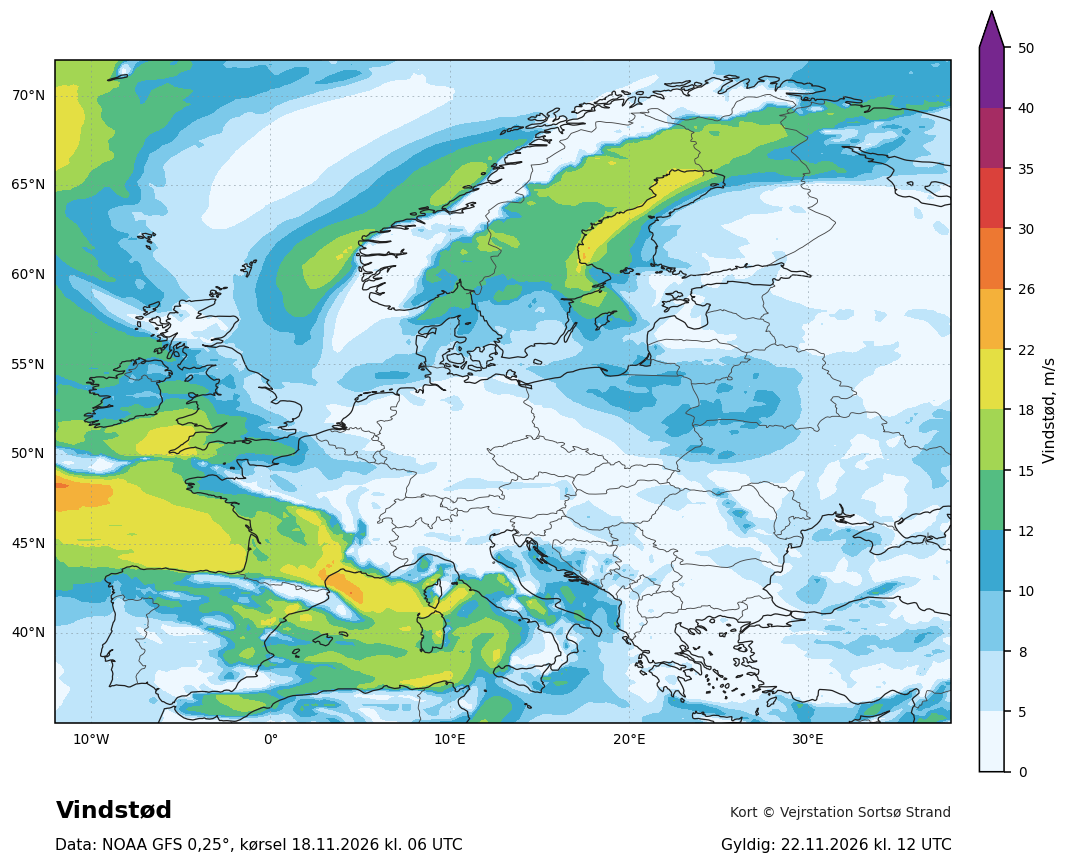 50
40
35
30
26
22
18
15
12
10
8
5
0
Vindstød, m/s
70°N
65°N
60°N
55°N
50°N
45°N
40°N
10°W
0°
10°E
20°E
30°E
Vindstød
Kort © Vejrstation Sortsø Strand
Data: NOAA GFS 0,25°, kørsel 18.11.2026 kl. 06 UTC
Gyldig: 22.11.2026 kl. 12 UTC